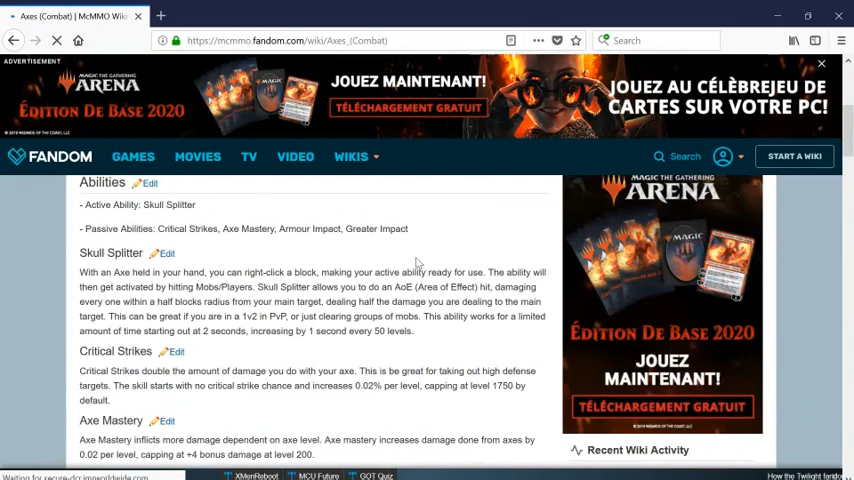 Axes (Combat) | McMMO Wiki
https://mcmmo.fandom.com/wiki/Axes_(Combat)
Search
ADVERTISEMENT
MAGIC THE GATHERING
ARENA
ÉDITION DE BASE 2020
JOUEZ MAINTENANT!
TÉLÉCHARGEMENT GRATUIT
JOUEZ AU CÉLÈBREJEU DE
CARTES SUR VOTRE PC!
FANDOM
GAMES
MOVIES
TV
VIDEO
WIKIS
Search
START A WIKI
Abilities Edit
- Active Ability: Skull Splitter
- Passive Abilities: Critical Strikes, Axe Mastery, Armour Impact, Greater Impact
Skull Splitter Edit
With an Axe held in your hand, you can right-click a block, making your active ability ready for use. The ability will
then get activated by hitting Mobs/Players. Skull Splitter allows you to do an AoE (Area of Effect) hit, damaging
every one within a half blocks radius from your main target, dealing half the damage you are dealing to the main
target. This can be great if you are in a 1v2 in PvP, or just clearing groups of mobs. This ability works for a limited
amount of time starting out at 2 seconds, increasing by 1 second every 50 levels.
Critical Strikes Edit
Critical Strikes double the amount of damage you do with your axe. This is be great for taking out high defense
targets. The skill starts with no critical strike chance and increases 0.02% per level, capping at level 1750 by
default.
Axe Mastery Edit
Axe Mastery inflicts more damage dependent on axe level. Axe mastery increases damage done from axes by
0.02 per level, capping at +4 bonus damage at level 200.
MAGIC THE GATHERING
ARENA
ÉDITION DE BASE 2020
JOUEZ
MAINTENANT!
TÉLÉCHARGEMENT GRATUIT
Recent Wiki Activity
XMenReboot
MCU Future
GOT Quiz
How the Twilight fando